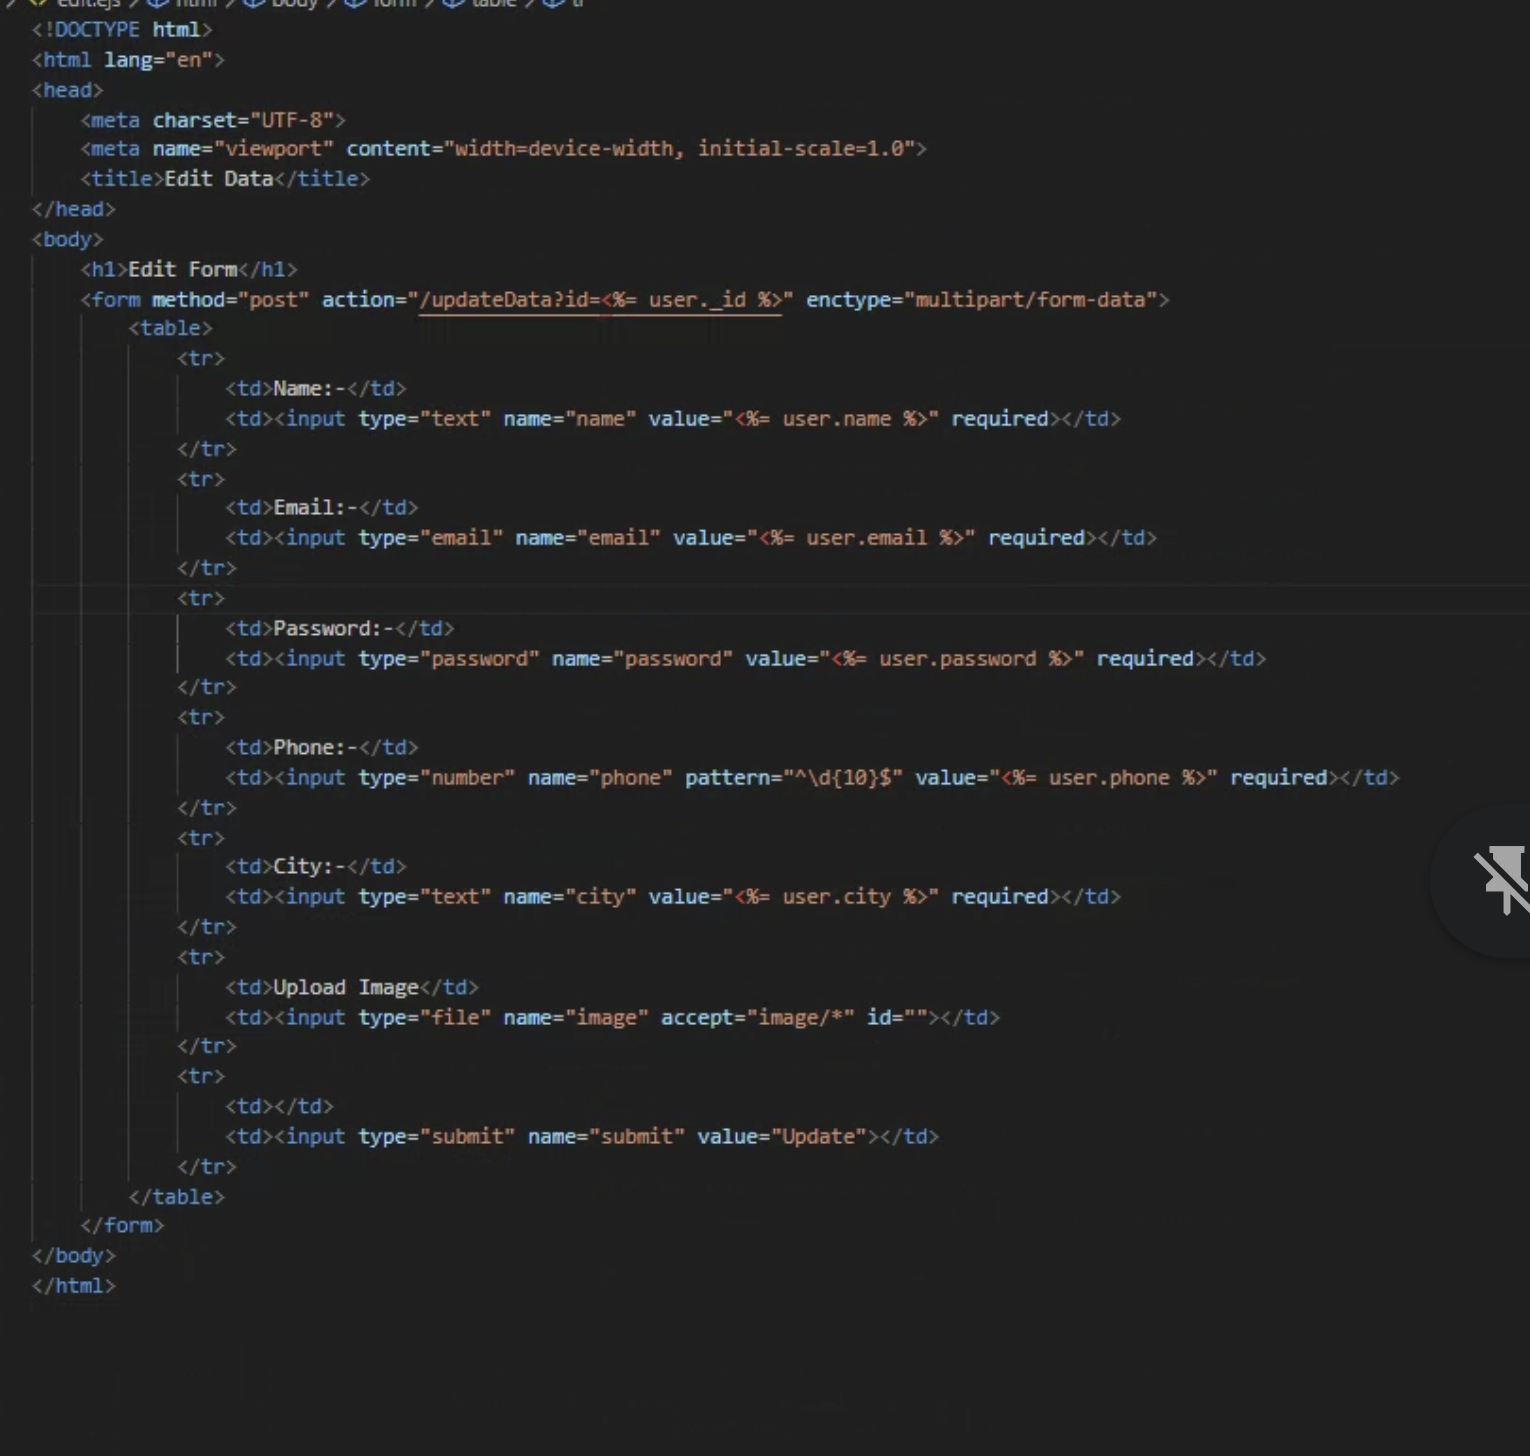 edit.ejs > html > body > form > table > tr
<!DOCTYPE html>
<html lang="en">
<head>
    <meta charset="UTF-8">
    <meta name="viewport" content="width=device-width, initial-scale=1.0">
    <title>Edit Data</title>
</head>
<body>
    <h1>Edit Form</h1>
    <form method="post" action="/updateData?id=<%= user._id %>" enctype="multipart/form-data">
        <table>
            <tr>
                <td>Name:-</td>
                <td><input type="text" name="name" value="<%= user.name %>" required></td>
            </tr>
            <tr>
                <td>Email:-</td>
                <td><input type="email" name="email" value="<%= user.email %>" required></td>
            </tr>
            <tr>
                <td>Password:-</td>
                <td><input type="password" name="password" value="<%= user.password %>" required></td>
            </tr>
            <tr>
                <td>Phone:-</td>
                <td><input type="number" name="phone" pattern="^\d{10}$" value="<%= user.phone %>" required></td>
            </tr>
            <tr>
                <td>City:-</td>
                <td><input type="text" name="city" value="<%= user.city %>" required></td>
            </tr>
            <tr>
                <td>Upload Image</td>
                <td><input type="file" name="image" accept="image/*" id=""></td>
            </tr>
            <tr>
                <td></td>
                <td><input type="submit" name="submit" value="Update"></td>
            </tr>
        </table>
    </form>
</body>
</html>